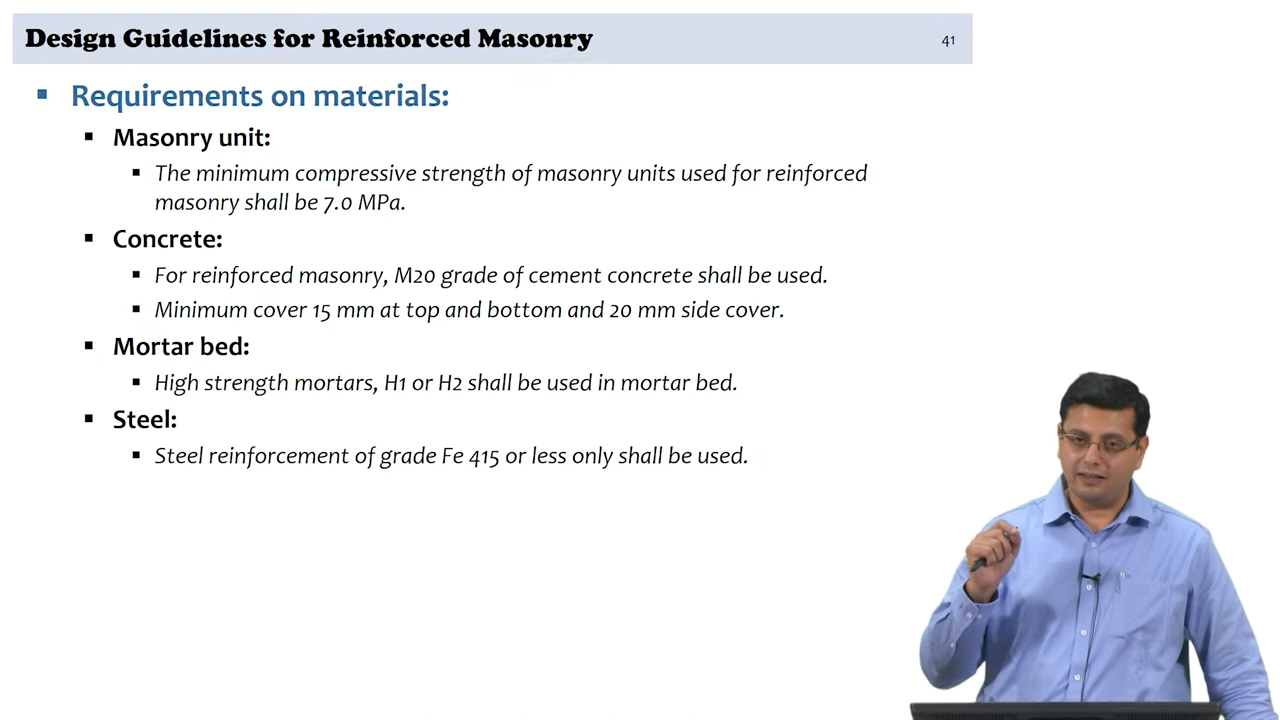 Design Guidelines for Reinforced Masonry
41
Requirements on materials:
Masonry unit:
The minimum compressive strength of masonry units used for reinforced
masonry shall be 7.0 MPa.
Concrete:
For reinforced masonry, M20 grade of cement concrete shall be used.
Minimum cover 15 mm at top and bottom and 20 mm side cover.
Mortar bed:
High strength mortars, H1 or H2 shall be used in mortar bed.
Steel:
Steel reinforcement of grade Fe 415 or less only shall be used.